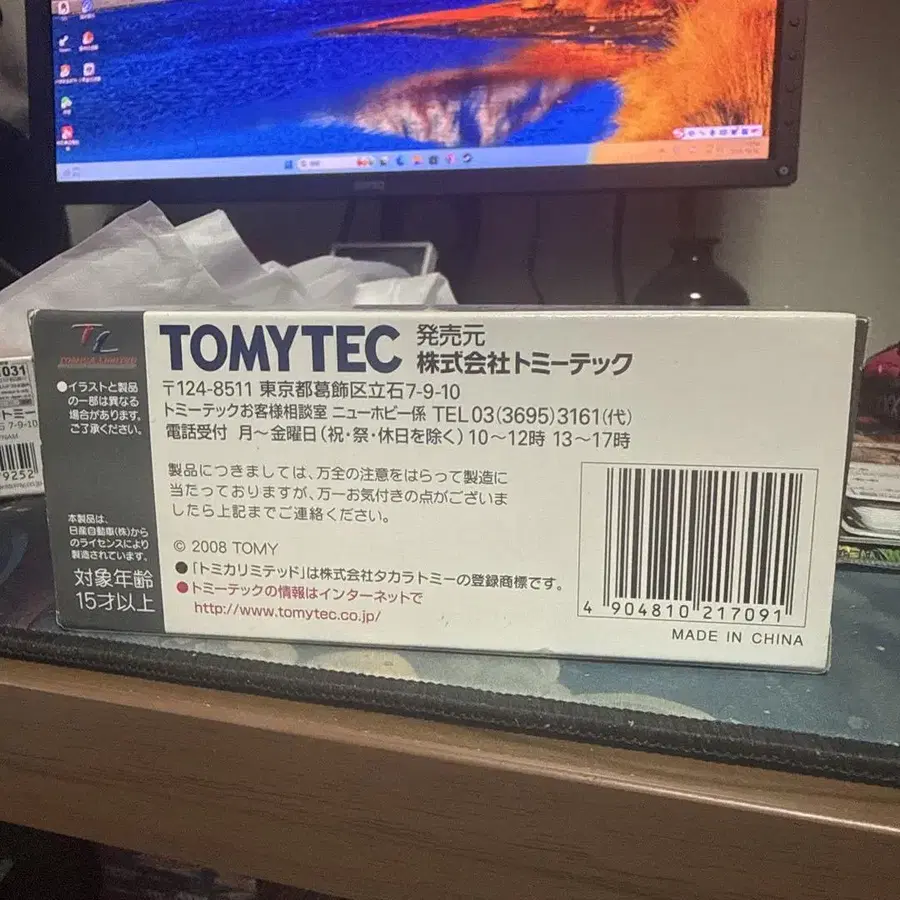 TOMICA LIMITED
●イラストと製品
の一部は異なる
場合があります。
ご了承ください。
本製品は、
日産自動車(株)から
のライセンスにより
製造されています。
対象年齢
15才以上
TOMYTEC
発売元
株式会社トミーテック
〒124-8511 東京都葛飾区立石7-9-10
トミーテックお客様相談室 ニューホビー係 TEL 03(3695)3161(代)
電話受付 月〜金曜日(祝・祭・休日を除く)10〜12時 13〜17時
製品につきましては、万全の注意をはらって製造に
当たっておりますが、万一お気付きの点がございま
したら上記までご連絡ください。
© 2008 TOMY
●「トミカリミテッド」は株式会社タカラトミーの登録商標です。
●トミーテックの情報はインターネットで
http://www.tomytec.co.jp/
4 904810 217091
MADE IN CHINA
031
トミー
7-9-10
9252